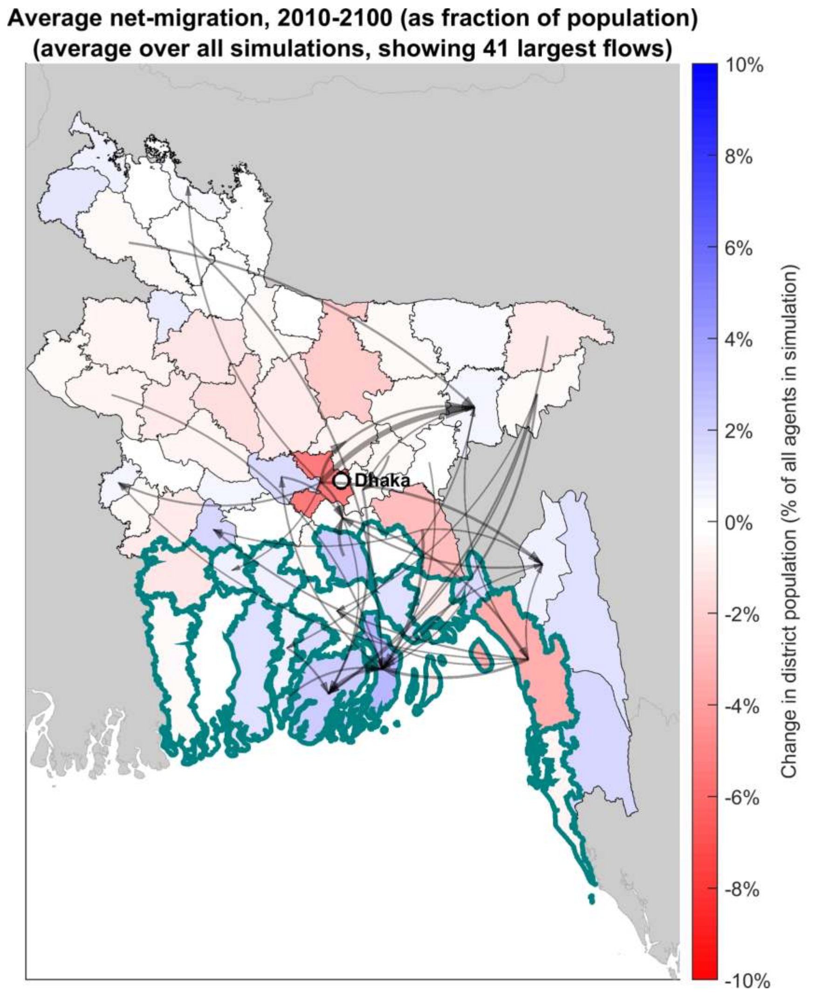 Average net-migration, 2010-2100 (as fraction of population)
(average over all simulations, showing 41 largest flows)
10%
8%
6%
4%
2%
0%
-2%
-4%
-6%
-8%
-10%
Change in district population (% of all agents in simulation)
Dhaka